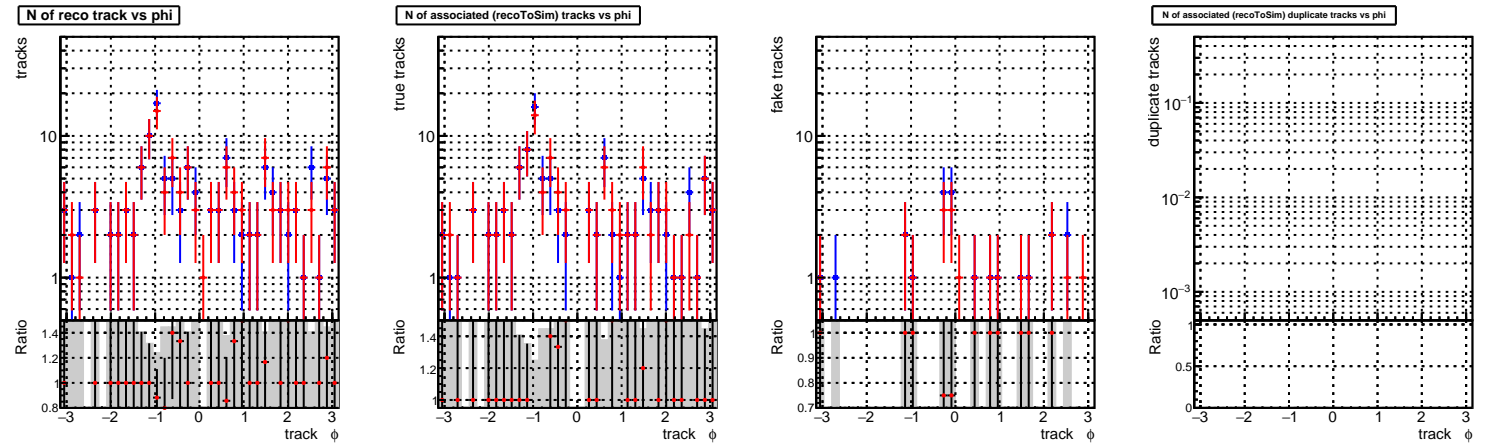 N of reco track vs phi
tracks
10
1
Ratio
1.4
1.2
1
0.8
−3 −2 −1 0 1 2 3
track ϕ
N of associated (recoToSim) tracks vs phi
true tracks
10
1
Ratio
1.4
1.2
1
−3 −2 −1 0 1 2 3
track ϕ
fake tracks
10
1
Ratio
1
0.9
0.8
0.7
−3 −2 −1 0 1 2 3
track ϕ
N of associated (recoToSim) duplicate tracks vs phi
duplicate tracks
10⁻¹
10⁻²
10⁻³
Ratio
1
0.5
0
−3 −2 −1 0 1 2 3
track ϕ